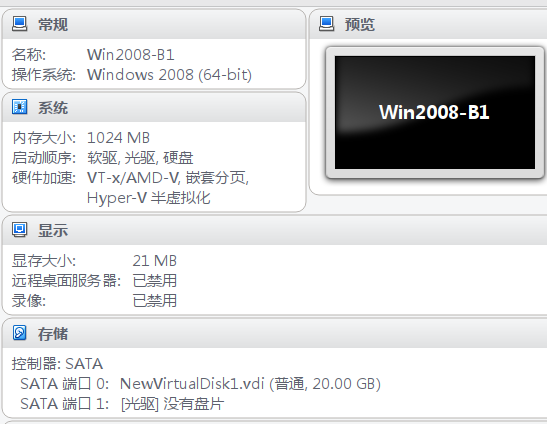 常规
名称: Win2008-B1
操作系统: Windows 2008 (64-bit)
系统
内存大小: 1024 MB
启动顺序: 软驱, 光驱, 硬盘
硬件加速: VT-x/AMD-V, 嵌套分页,
Hyper-V 半虚拟化
预览
Win2008-B1
显示
显存大小: 21 MB
远程桌面服务器: 已禁用
录像: 已禁用
存储
控制器: SATA
SATA 端口 0: NewVirtualDisk1.vdi (普通, 20.00 GB)
SATA 端口 1: [光驱] 没有盘片